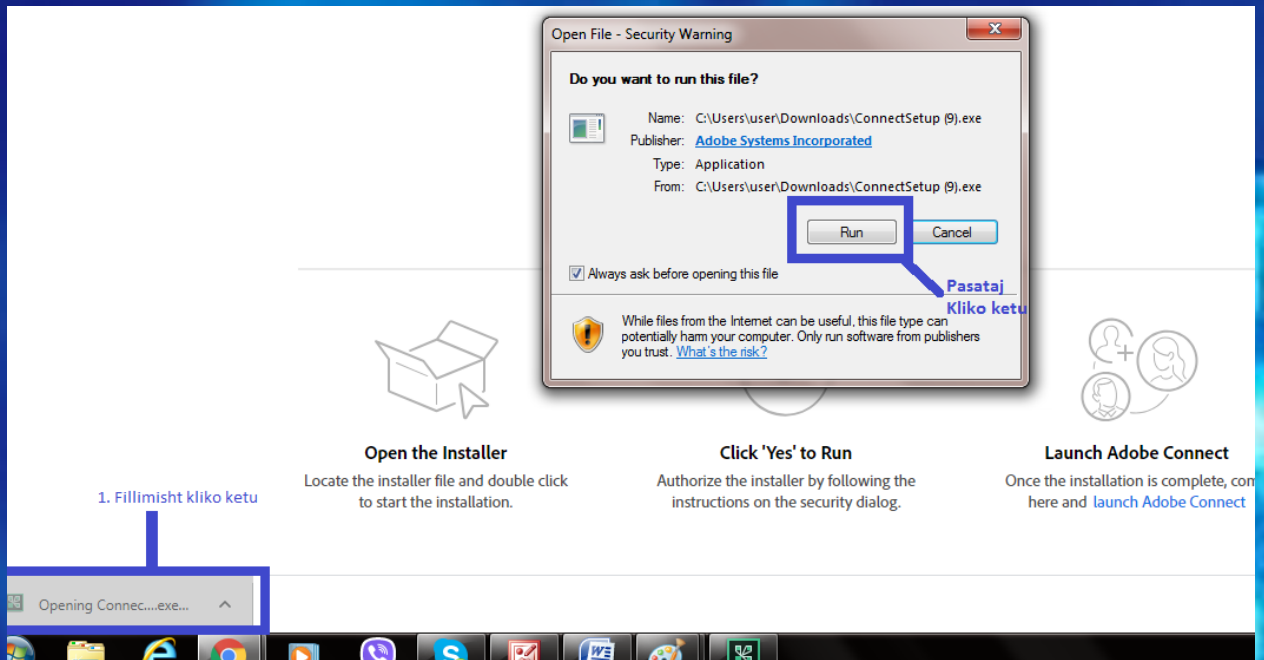 Open File - Security Warning
Do you want to run this file?
Name: C:\Users\user\Downloads\ConnectSetup (9).exe
Publisher: Adobe Systems Incorporated
Type: Application
From: C:\Users\user\Downloads\ConnectSetup (9).exe
Run Cancel
Always ask before opening this file
Pasataj
Kliko ketu
While files from the Internet can be useful, this file type can
potentially harm your computer. Only run software from publishers
you trust. What's the risk?
Open the Installer
Locate the installer file and double click
to start the installation.
Click 'Yes' to Run
Authorize the installer by following the
instructions on the security dialog.
Launch Adobe Connect
Once the installation is complete,
here and launch Adobe Connect
1. Fillimisht kliko ketu
Opening Connec....exe...